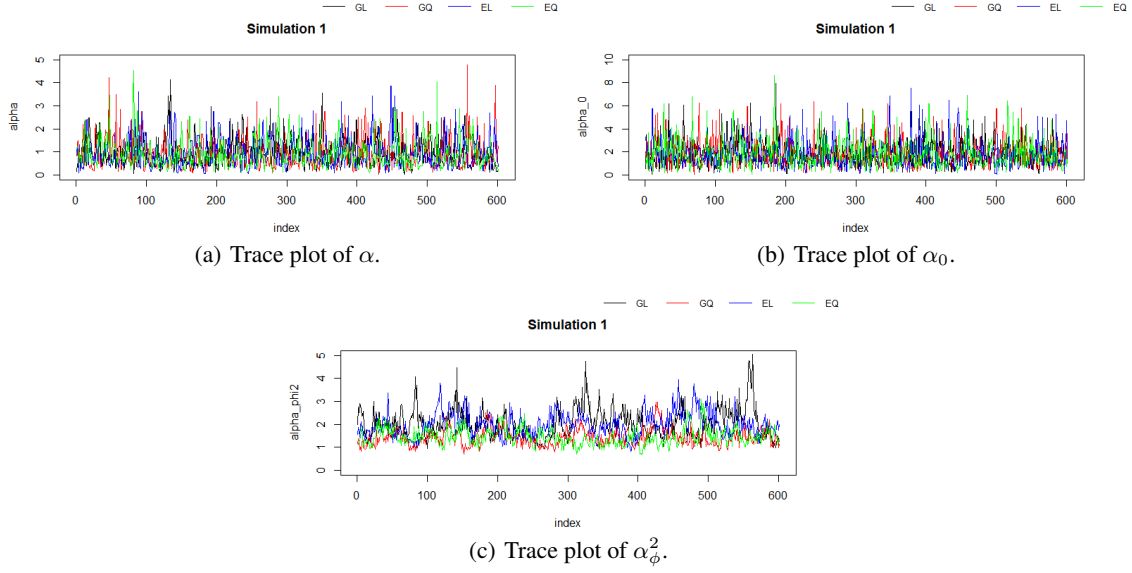 GL GQ EL EQ
Simulation 1
alpha
5
4
3
2
1
0
0 100 200 300 400 500 600
index
(a) Trace plot of α.
GL GQ EL EQ
Simulation 1
alpha_0
10
8
6
4
2
0
0 100 200 300 400 500 600
index
(b) Trace plot of α₀.
GL GQ EL EQ
Simulation 1
alpha_phi2
5
4
3
2
1
0
0 100 200 300 400 500 600
index
(c) Trace plot of α²ᵩ.